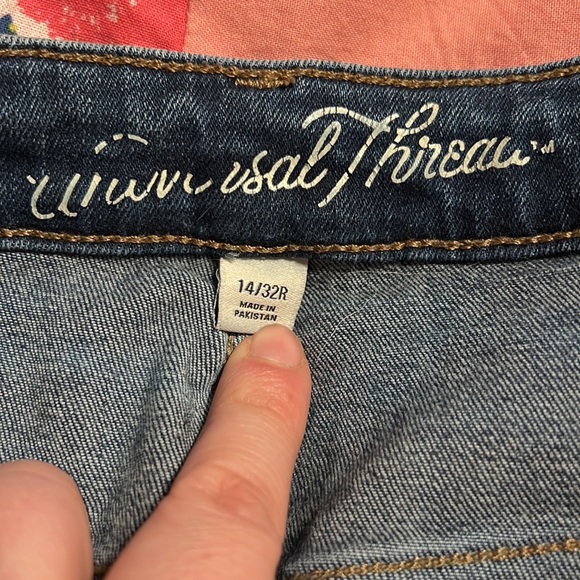 Universal Thread™
14/32R
MADE IN
PAKISTAN